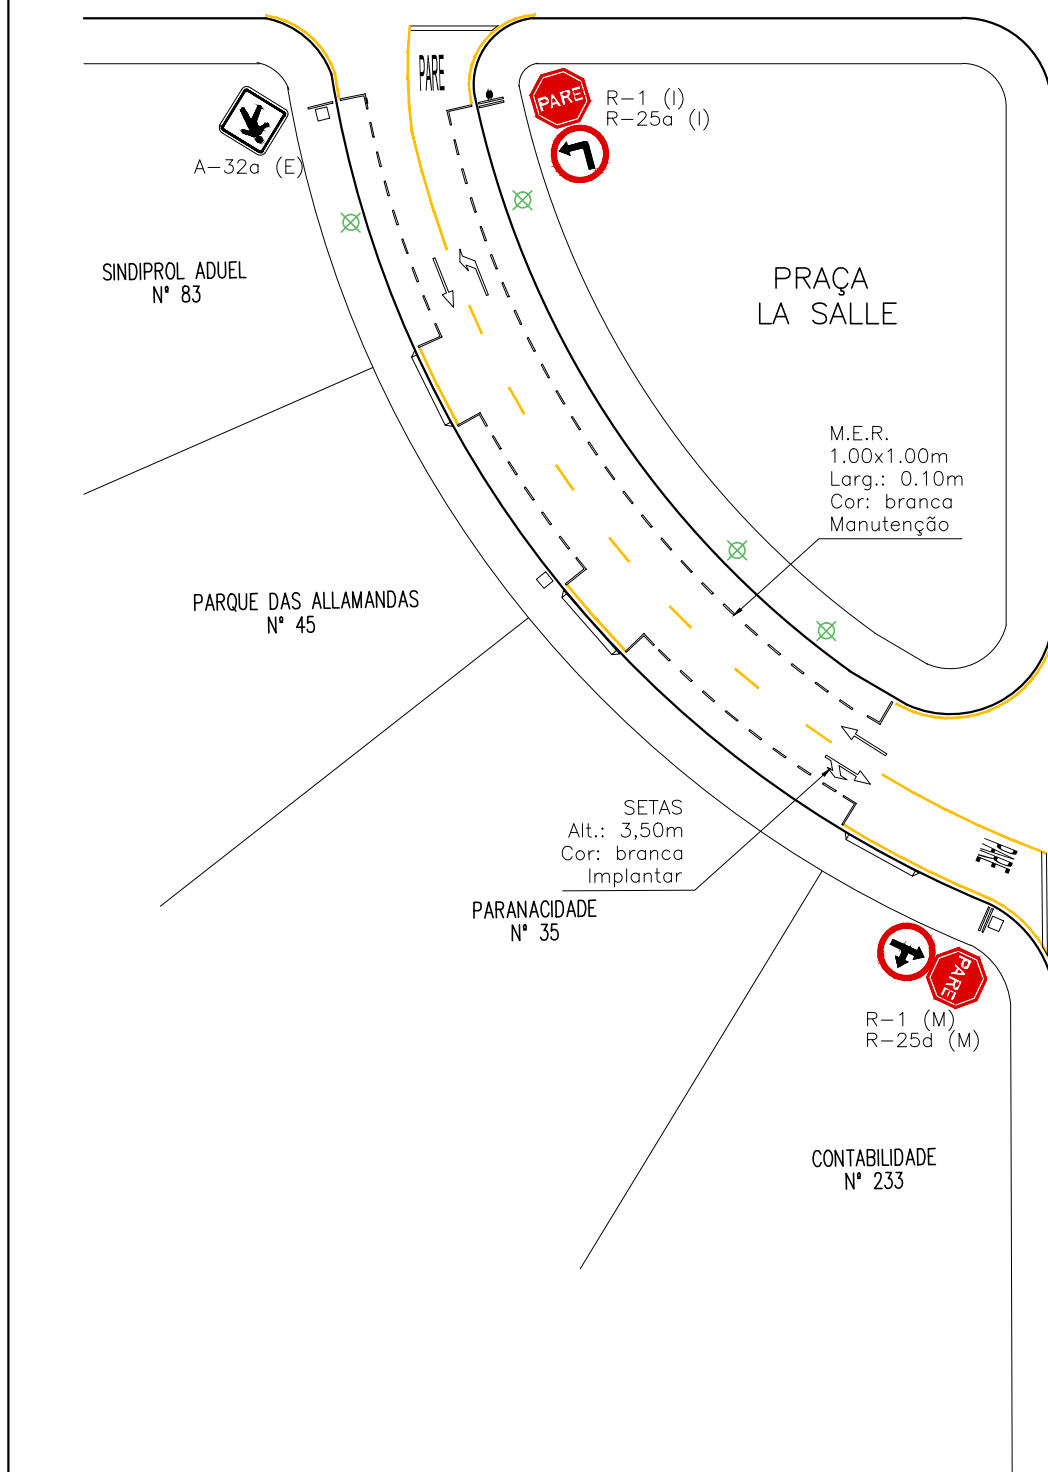 PARE
PARE
R-1 (I)
R-25a (I)
A-32a (E)
SINDIPROL ADUEL
Nº 83
PRAÇA
LA SALLE
M.E.R.
1.00x1.00m
Larg.: 0.10m
Cor: branca
Manutenção
PARQUE DAS ALLAMANDAS
Nº 45
SETAS
Alt.: 3,50m
Cor: branca
Implantar
PARE
PARANACIDADE
Nº 35
PARE
R-1 (M)
R-25d (M)
CONTABILIDADE
Nº 233